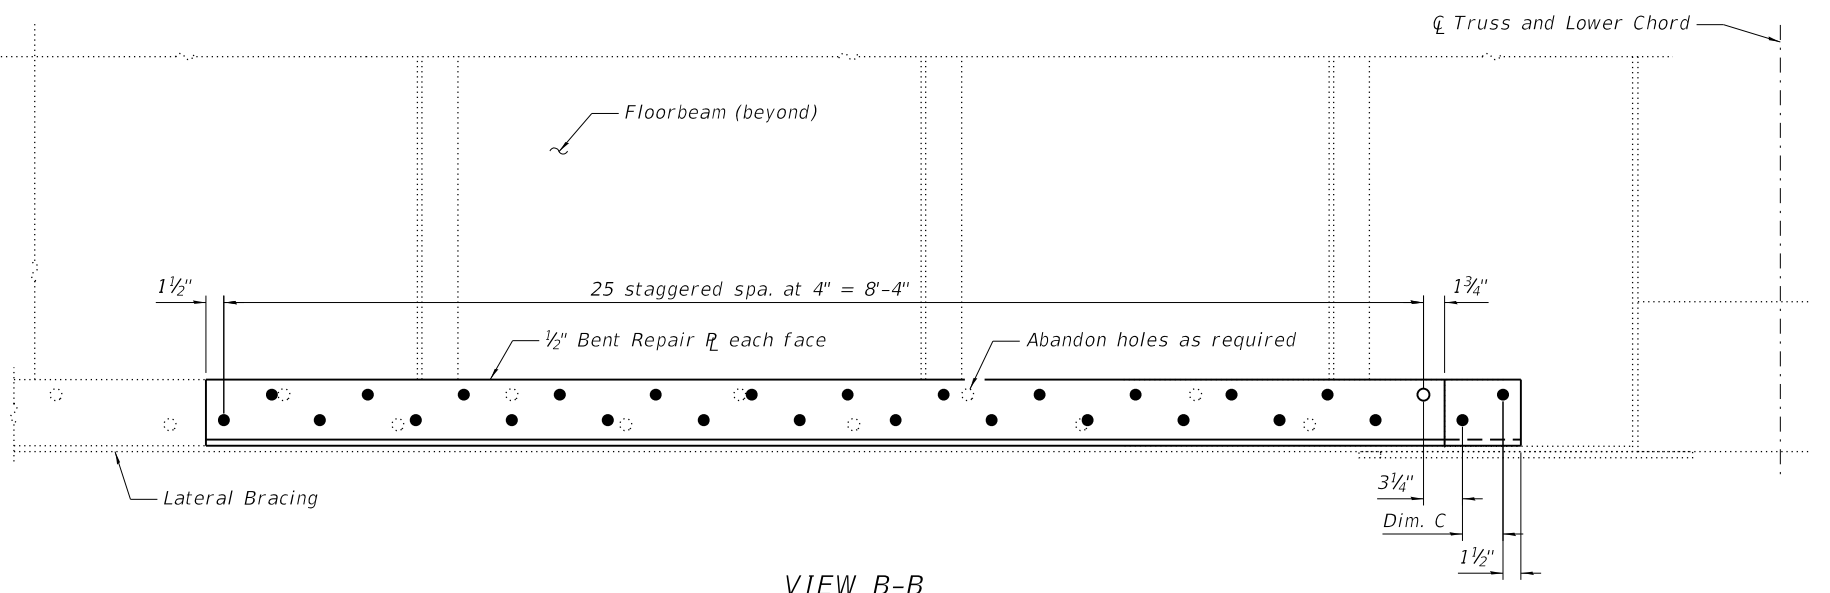 ℄ Truss and Lower Chord
Floorbeam (beyond)
1½"
25 staggered spa. at 4" = 8'-4"
1¾"
½" Bent Repair ⅊ each face
Abandon holes as required
3¼"
Lateral Bracing
Dim. C
1½"
VIEW B-B